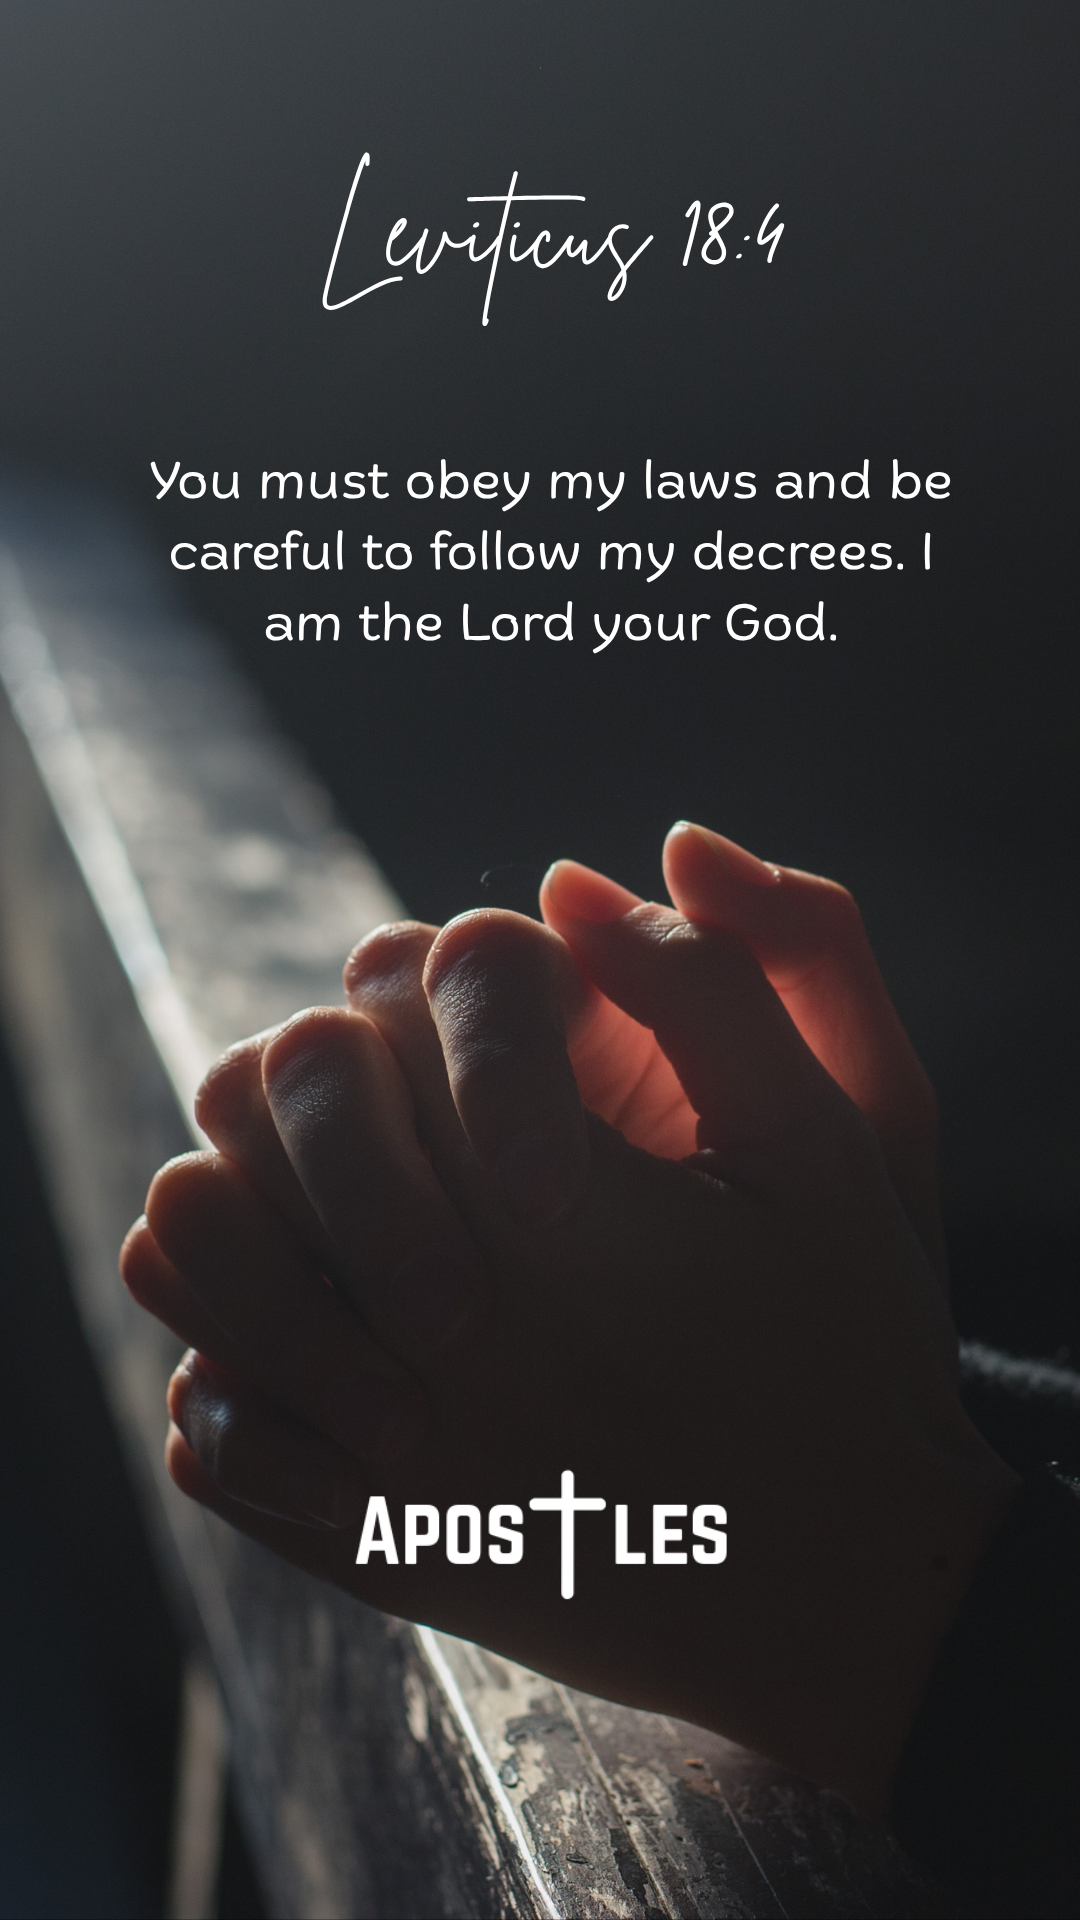 Leviticus 18:4
You must obey my laws and be
careful to follow my decrees. I
am the Lord your God.
APOSTLES